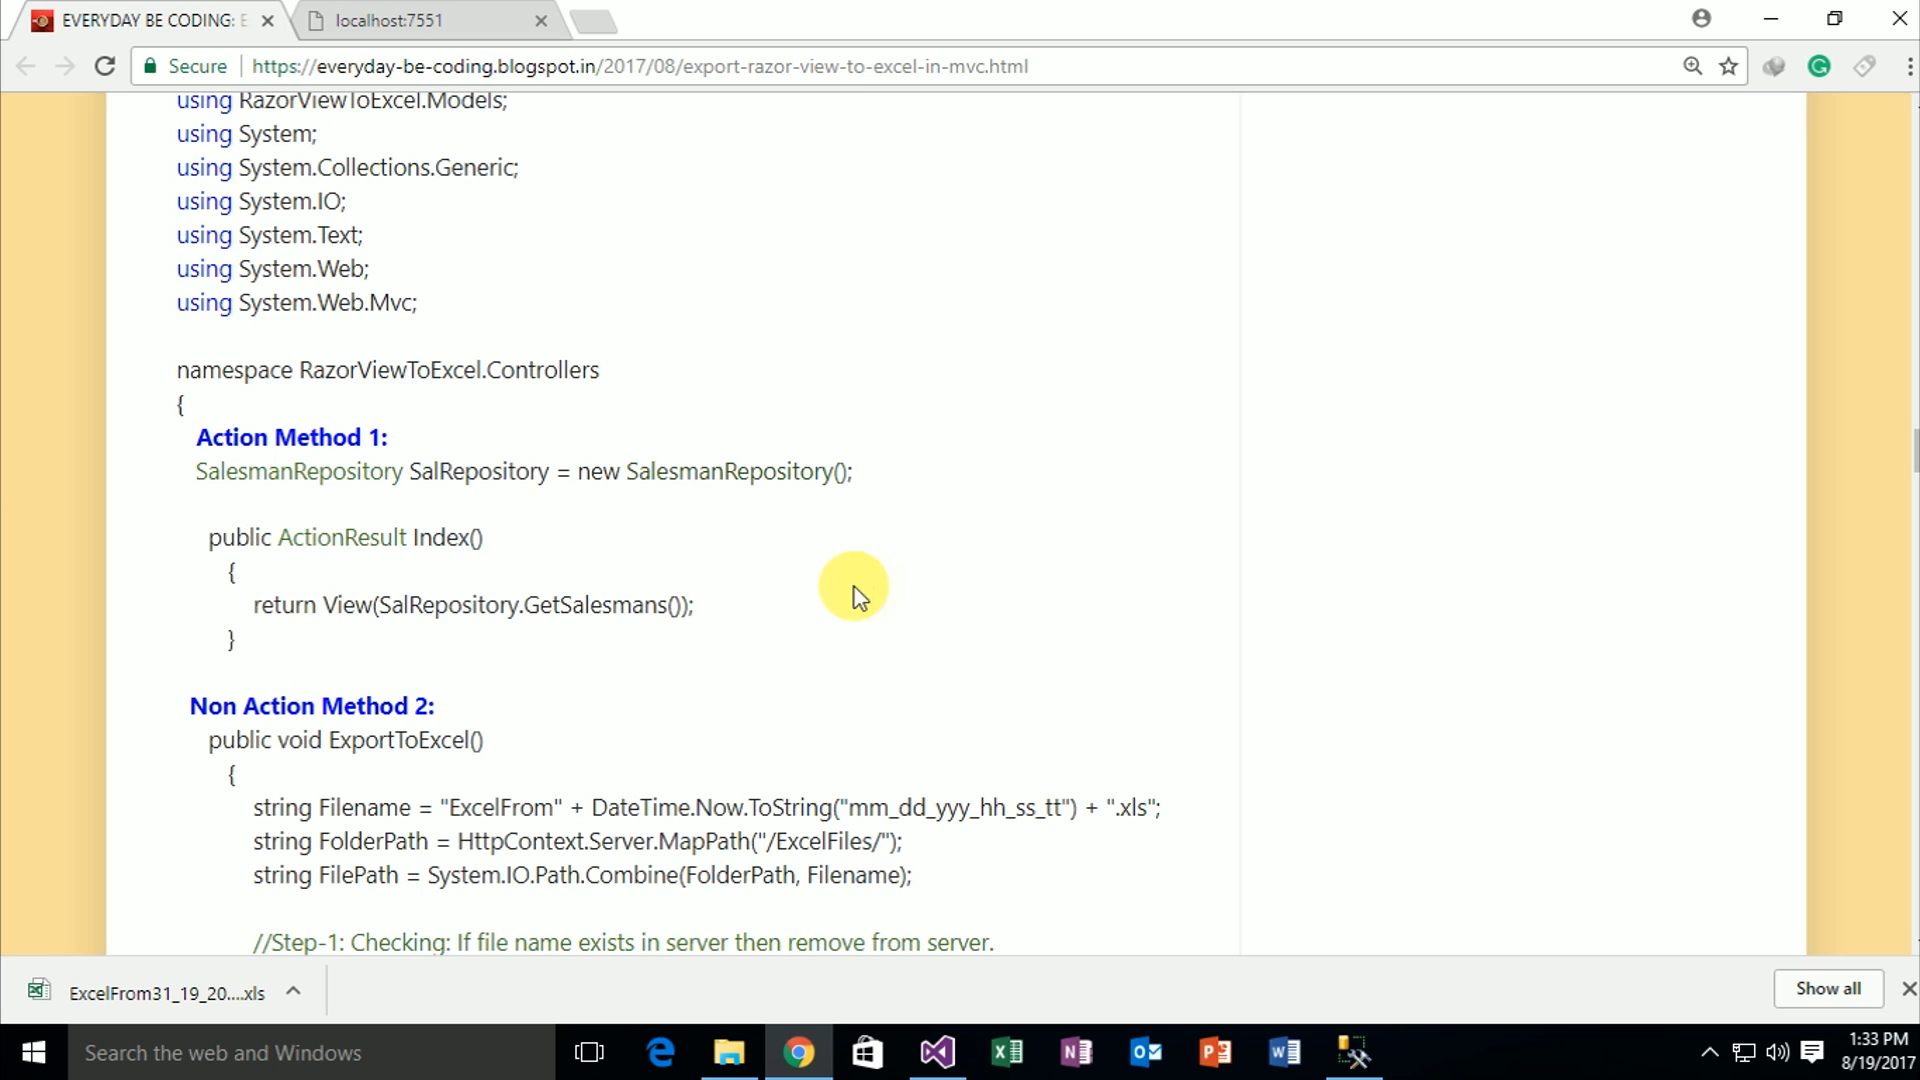 EVERYDAY BE CODING: E
localhost:7551
Secure
https://everyday-be-coding.blogspot.in/2017/08/export-razor-view-to-excel-in-mvc.html
using RazorViewToExcel.Models;
using System;
using System.Collections.Generic;
using System.IO;
using System.Text;
using System.Web;
using System.Web.Mvc;
namespace RazorViewToExcel.Controllers
{
Action Method 1:
SalesmanRepository SalRepository = new SalesmanRepository();
public ActionResult Index()
{
return View(SalRepository.GetSalesmans());
}
Non Action Method 2:
public void ExportToExcel()
{
string Filename = "ExcelFrom" + DateTime.Now.ToString("mm_dd_yyy_hh_ss_tt") + ".xls";
string FolderPath = HttpContext.Server.MapPath("/ExcelFiles/");
string FilePath = System.IO.Path.Combine(FolderPath, Filename);
//Step-1: Checking: If file name exists in server then remove from server.
ExcelFrom31_19_20....xls
Show all
Search the web and Windows
1:33 PM
8/19/2017